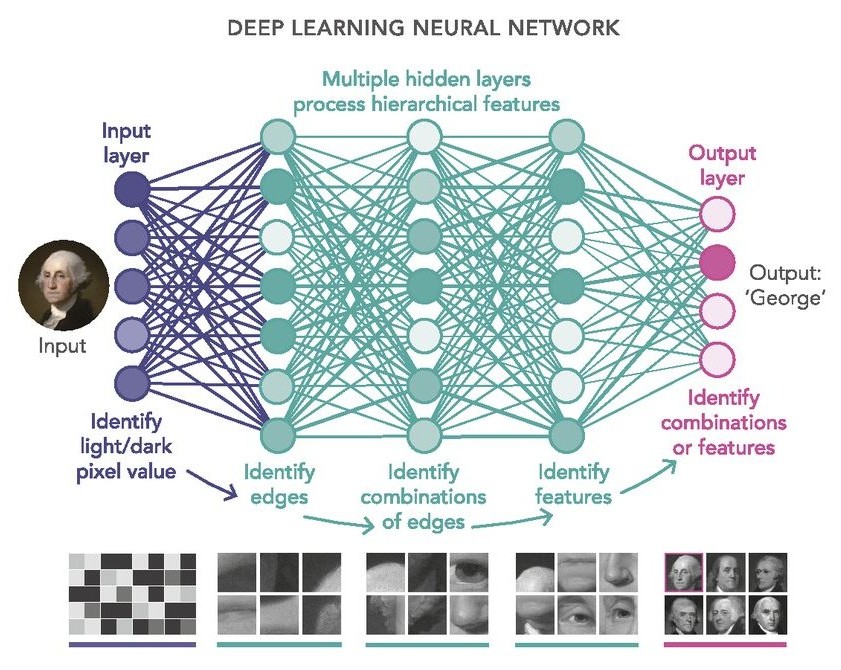 DEEP LEARNING NEURAL NETWORK
Multiple hidden layers
process hierarchical features
Input
layer
Output
layer
Input
Output:
‘George’
Identify
light/dark
pixel value
Identify
edges
Identify
combinations
of edges
Identify
features
Identify
combinations
or features